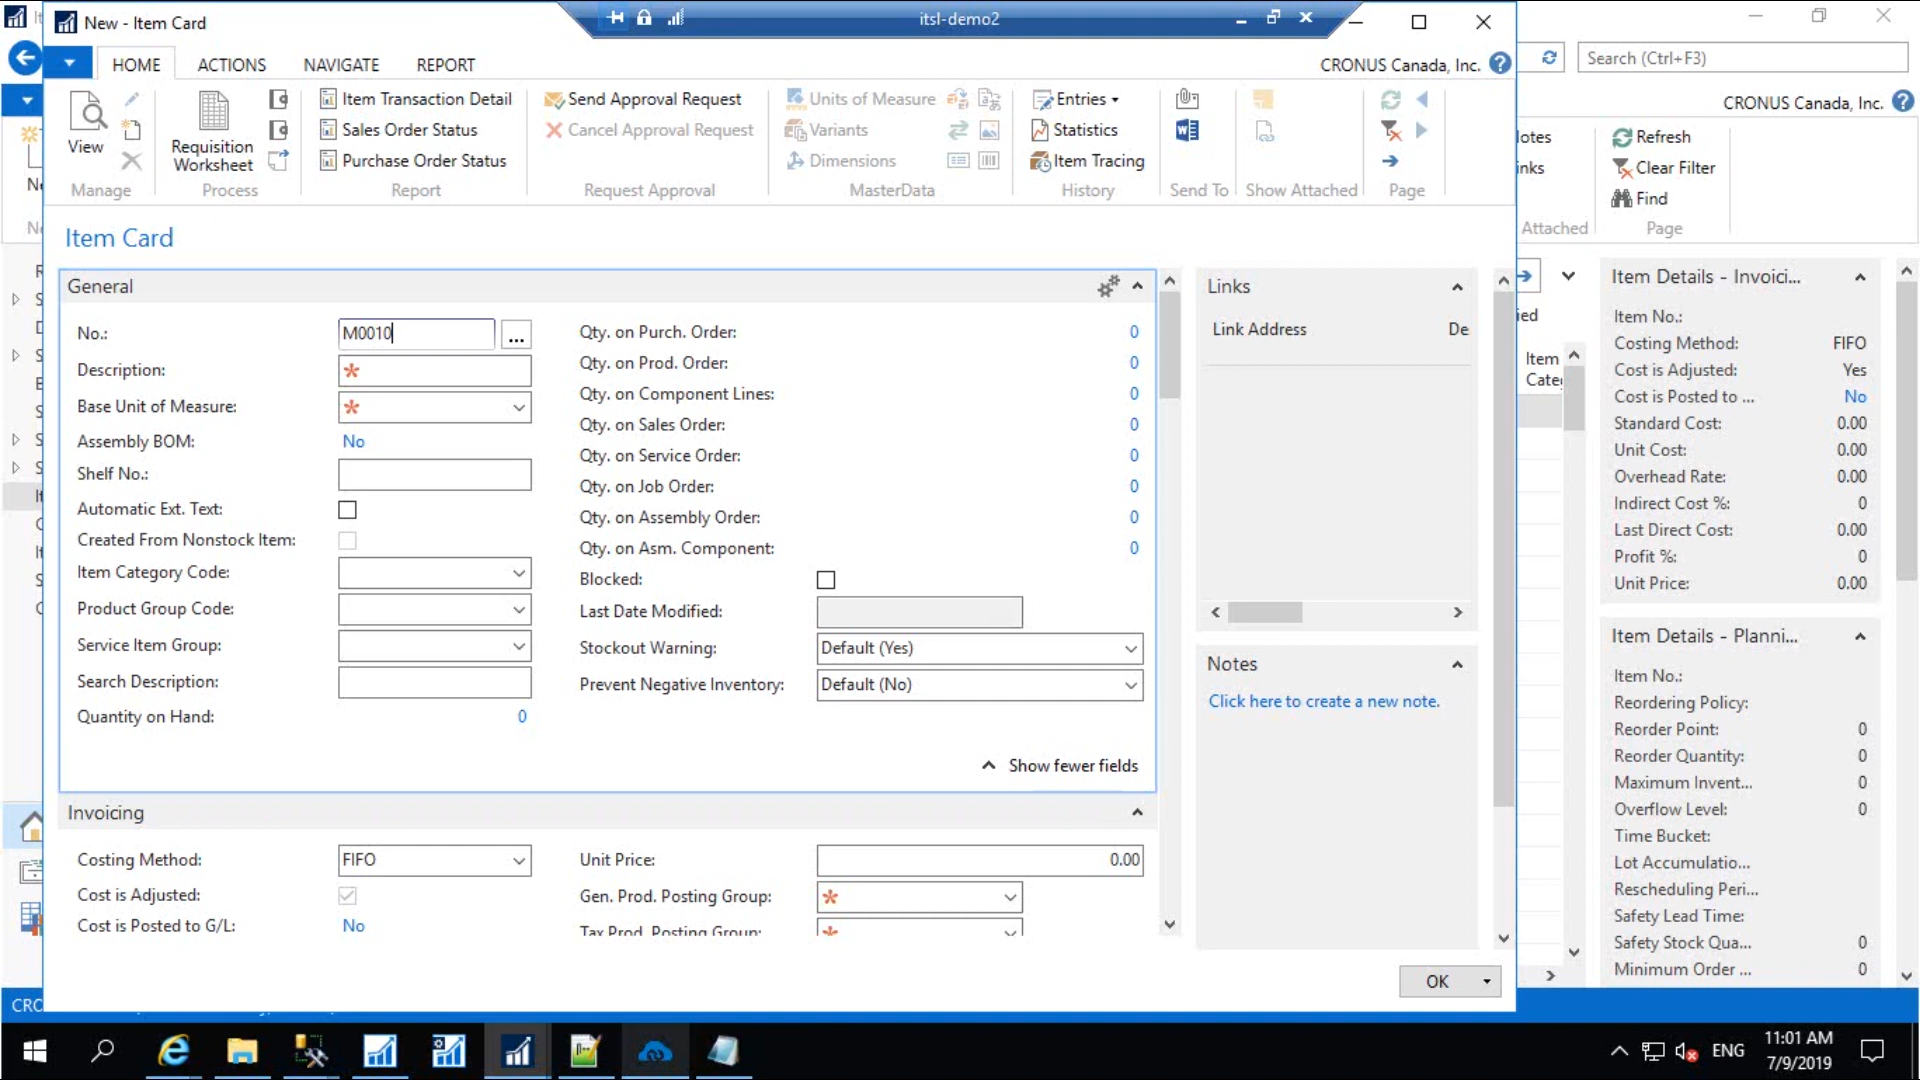 New - Item Card
itsl-demo2
HOME
ACTIONS
NAVIGATE
REPORT
CRONUS Canada, Inc.
Search (Ctrl+F3)
CRONUS Canada, Inc.
View
Manage
Requisition
Worksheet
Process
Item Transaction Detail
Sales Order Status
Purchase Order Status
Report
Send Approval Request
Cancel Approval Request
Request Approval
Units of Measure
Variants
Dimensions
MasterData
Entries
Statistics
Item Tracing
History
Send To
Show Attached
Page
Refresh
Clear Filter
Find
Attached
Page
Item Card
General
No.: M0010
Description: *
Base Unit of Measure: *
Assembly BOM: No
Shelf No.:
Automatic Ext. Text:
Created From Nonstock Item:
Item Category Code:
Product Group Code:
Service Item Group:
Search Description:
Quantity on Hand: 0
Qty. on Purch. Order: 0
Qty. on Prod. Order: 0
Qty. on Component Lines: 0
Qty. on Sales Order: 0
Qty. on Service Order: 0
Qty. on Job Order: 0
Qty. on Assembly Order: 0
Qty. on Asm. Component: 0
Blocked:
Last Date Modified:
Stockout Warning: Default (Yes)
Prevent Negative Inventory: Default (No)
Show fewer fields
Invoicing
Costing Method: FIFO
Cost is Adjusted:
Cost is Posted to G/L: No
Unit Price: 0.00
Gen. Prod. Posting Group: *
Tax Prod. Posting Group: *
Links
Link Address De
Notes
Click here to create a new note.
OK
Item
Item Details - Invoici...
Item No.:
Costing Method: FIFO
Cost is Adjusted: Yes
Cost is Posted to ... No
Standard Cost: 0.00
Unit Cost: 0.00
Overhead Rate: 0.00
Indirect Cost %: 0
Last Direct Cost: 0.00
Profit %: 0
Unit Price: 0.00
Item Details - Planni...
Item No.:
Reordering Policy:
Reorder Point: 0
Reorder Quantity: 0
Maximum Invent... 0
Overflow Level: 0
Time Bucket:
Lot Accumulatio...
Rescheduling Peri...
Safety Lead Time:
Safety Stock Qua... 0
Minimum Order ... 0
CRO
ENG
11:01 AM
7/9/2019